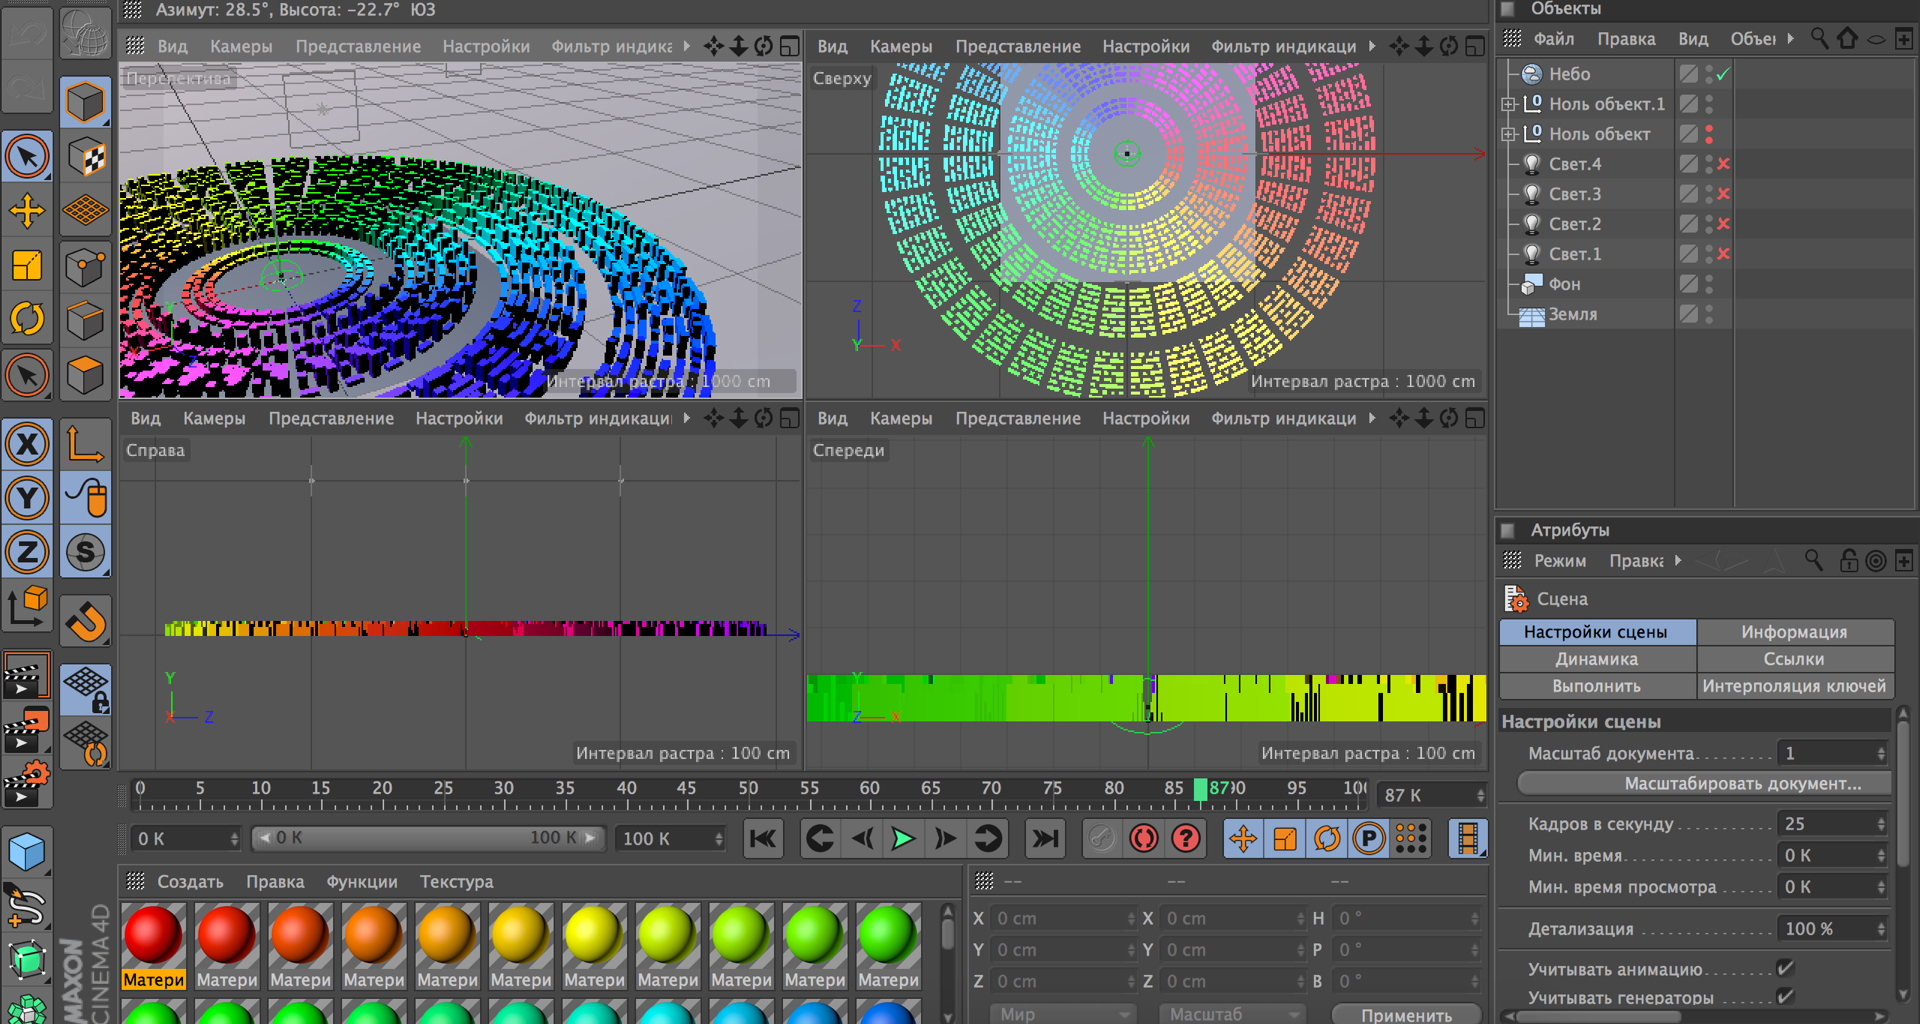 Азимут: 28.5°, Высота: -22.7° ЮЗ
Вид Камеры Представление Настройки Фильтр индика
Перспектива
Интервал растра : 1000 cm
Вид Камеры Представление Настройки Фильтр индикаци
Сверху
Z
Y X
Интервал растра : 1000 cm
Вид Камеры Представление Настройки Фильтр индикации
Справа
Y
X Z
Интервал растра : 100 cm
Вид Камеры Представление Настройки Фильтр индикаци
Спереди
Y
Z X
Интервал растра : 100 cm
X
Y
Z
S
0 5 10 15 20 25 30 35 40 45 50 55 60 65 70 75 80 85 87 90 95 100
87 K
0 K
0 K 100 K
100 K
?
P
Создать Правка Функции Текстура
Матери Матери Матери Матери Матери Матери Матери Матери Матери Матери Матери
MAXON
CINEMA 4D
-- -- --
X 0 cm X 0 cm H 0 °
Y 0 cm Y 0 cm P 0 °
Z 0 cm Z 0 cm B 0 °
Мир Масштаб Применить
Объекты
Файл Правка Вид Объек
Небо
Ноль объект.1
Ноль объект
Свет.4
Свет.3
Свет.2
Свет.1
Фон
Земля
Атрибуты
Режим Правка
Сцена
Настройки сцены Информация
Динамика Ссылки
Выполнить Интерполяция ключей
Настройки сцены
Масштаб документа 1
Масштабировать документ...
Кадров в секунду 25
Мин. время 0 K
Мин. время просмотра 0 K
Детализация 100 %
Учитывать анимацию
Учитывать генераторы